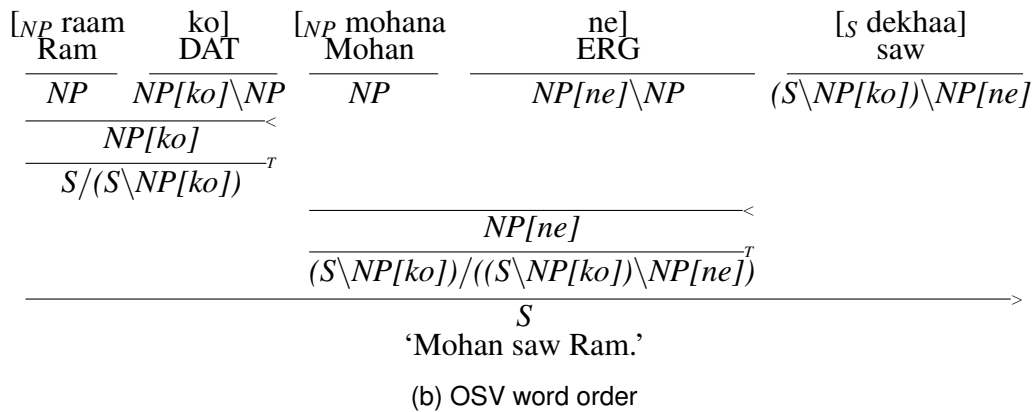 [NP raam ko] [NP mohana ne] [S dekhaa]
Ram DAT Mohan ERG saw
NP NP[ko]\NP NP NP[ne]\NP (S\NP[ko])\NP[ne]
<
NP[ko]
T
S/(S\NP[ko])
<
NP[ne]
T
(S\NP[ko])/((S\NP[ko])\NP[ne])
>
S
‘Mohan saw Ram.’
(b) OSV word order